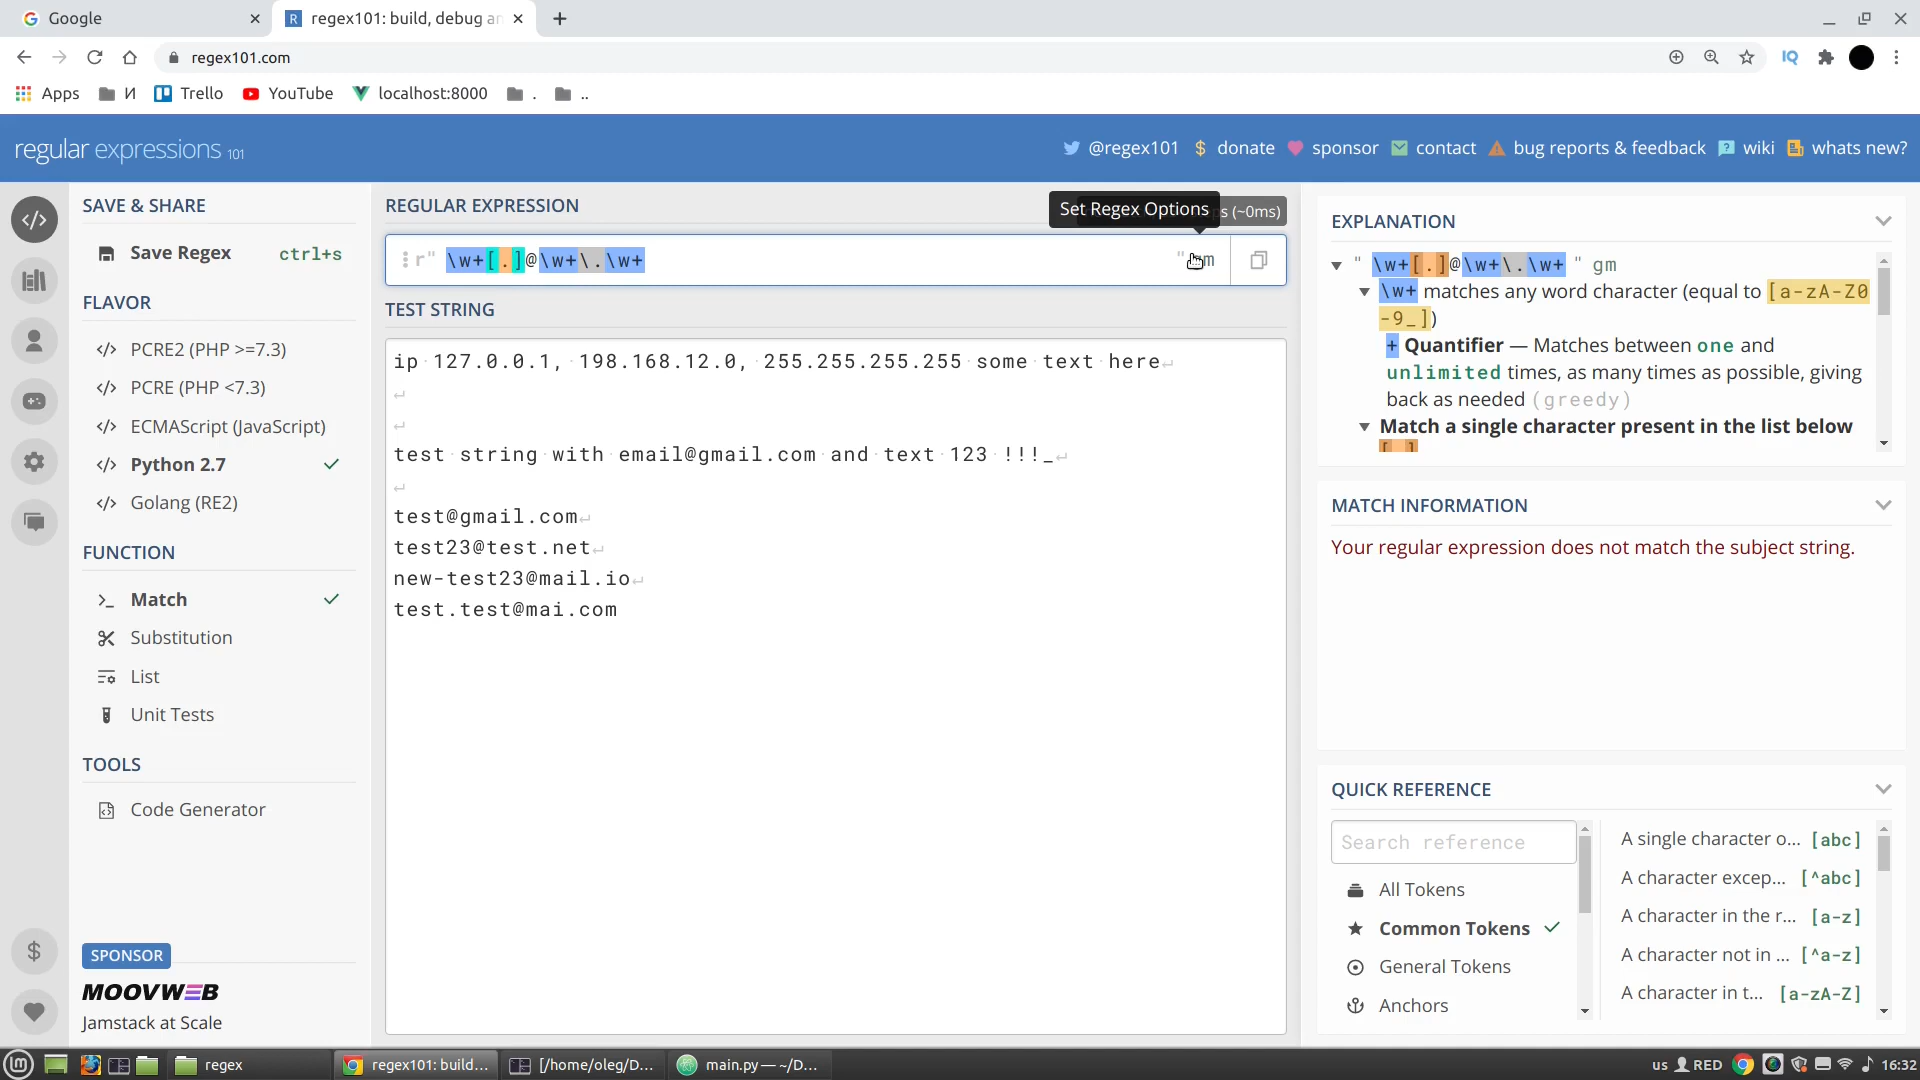 Google
regex101: build, debug an
regex101.com
IQ
Apps
И
Trello
YouTube
localhost:8000
.
..
regular expressions 101
@regex101
$ donate
sponsor
contact
bug reports & feedback
wiki
whats new?
SAVE & SHARE
Save Regex ctrl+s
FLAVOR
</> PCRE2 (PHP >=7.3)
</> PCRE (PHP <7.3)
</> ECMAScript (JavaScript)
</> Python 2.7
</> Golang (RE2)
FUNCTION
Match
Substitution
List
Unit Tests
TOOLS
Code Generator
SPONSOR
MOOVWEB
Jamstack at Scale
REGULAR EXPRESSION
Set Regex Options
(~0ms)
r" \w+[.]@\w+\.\w+
TEST STRING
ip 127.0.0.1, 198.168.12.0, 255.255.255.255 some text here
test string with email@gmail.com and text 123 !!!_
test@gmail.com
test23@test.net
new-test23@mail.io
test.test@mai.com
EXPLANATION
" \w+[.]@\w+\.\w+ " gm
\w+ matches any word character (equal to [a-zA-Z0
-9_])
+ Quantifier — Matches between one and
unlimited times, as many times as possible, giving
back as needed (greedy)
Match a single character present in the list below
MATCH INFORMATION
Your regular expression does not match the subject string.
QUICK REFERENCE
Search reference
All Tokens
Common Tokens
General Tokens
Anchors
A single character o... [abc]
A character excep... [^abc]
A character in the r... [a-z]
A character not in ... [^a-z]
A character in t... [a-zA-Z]
regex
regex101: build...
[/home/oleg/D...
main.py — ~/D...
us
RED
16:32